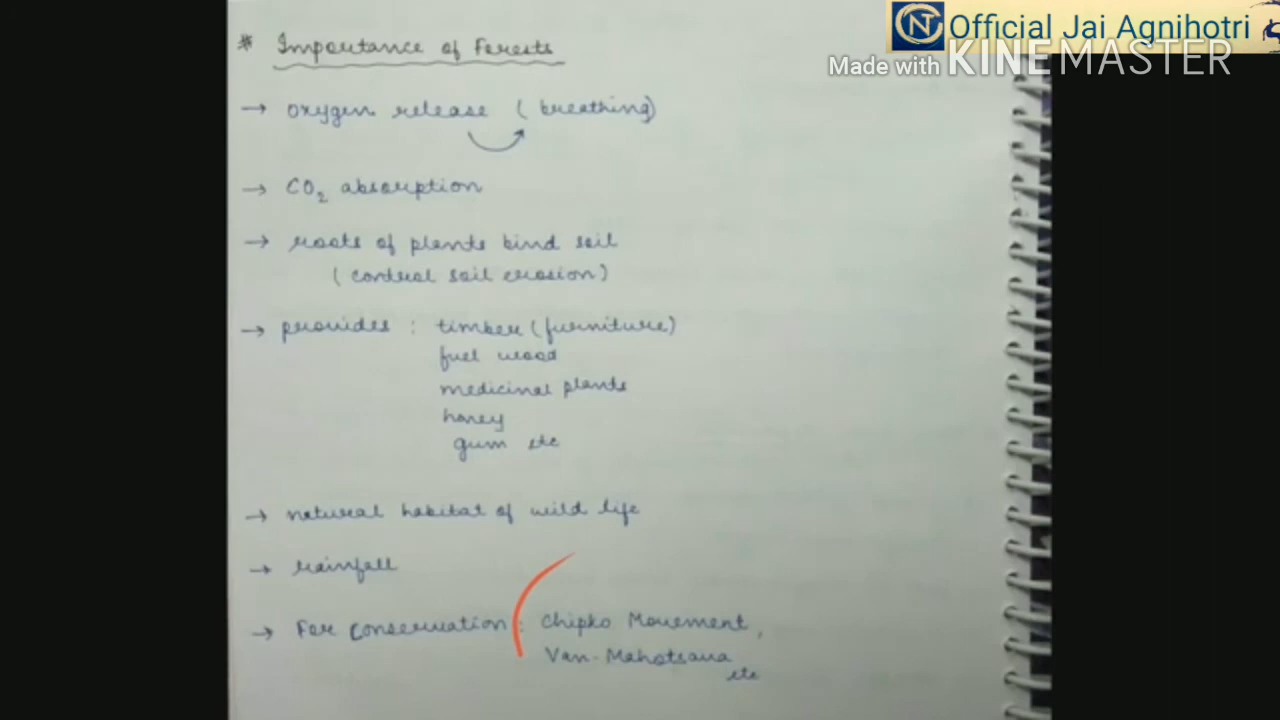 Official Jai Agnihotri
Made with KINEMASTER
* Importance of Forests
→ oxygen release (breathing)
→ CO₂ absorption
→ roots of plants bind soil
(control soil erosion)
→ provides : timber (furniture)
fuel wood
medicinal plants
honey
gum etc
→ natural habitat of wild life
→ rainfall
→ For conservation : Chipko Movement,
Van-Mahotsava
etc